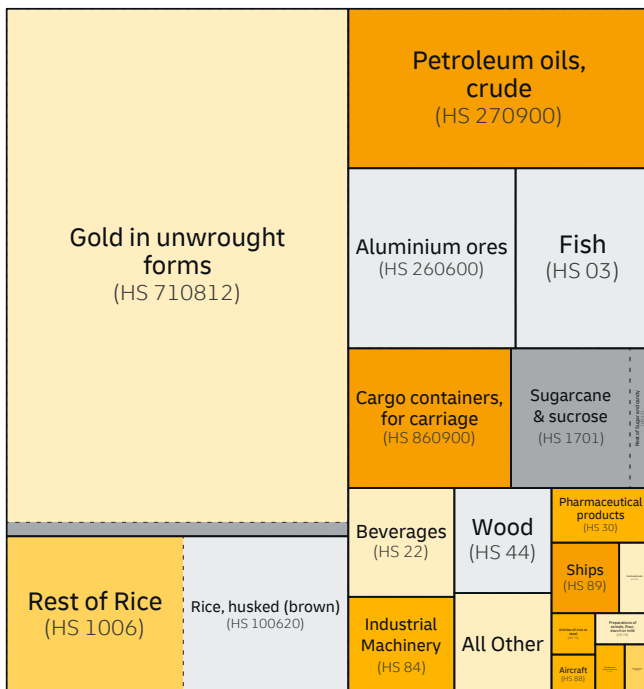 Petroleum oils,
crude
(HS 270900)
Gold in unwrought
forms
(HS 710812)
Aluminium ores
(HS 260600)
Fish
(HS 03)
Cargo containers,
for carriage
(HS 860900)
Sugarcane
& sucrose
(HS 1701)
Rest of Sugar and candy
Beverages
(HS 22)
Wood
(HS 44)
Pharmaceutical
products
(HS 30)
Rest of Rice
(HS 1006)
Rice, husked (brown)
(HS 100620)
Ships
(HS 89)
Industrial
Machinery
(HS 84)
All Other
Articles of iron or
steel
Preparations of
cereals, flour,
starch or milk
Aircraft
(HS 88)